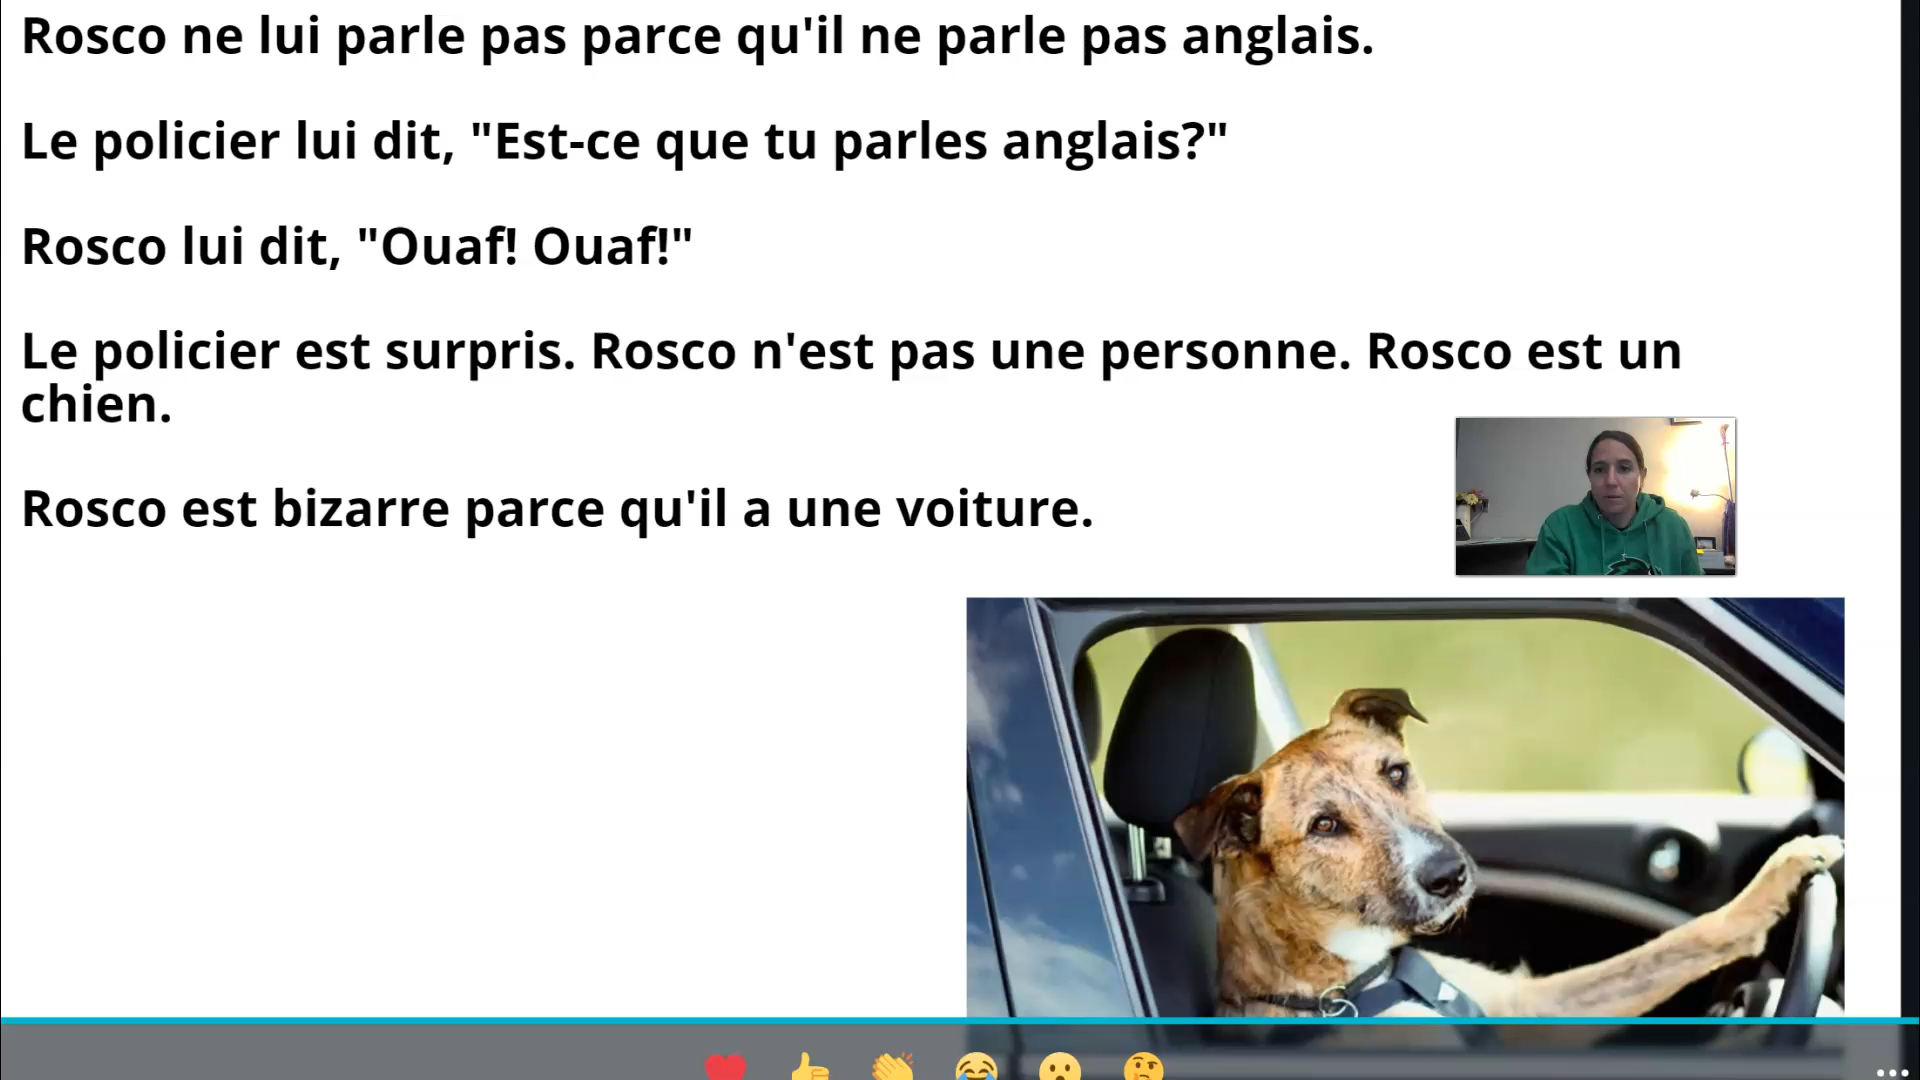 Rosco ne lui parle pas parce qu'il ne parle pas anglais.
Le policier lui dit, "Est-ce que tu parles anglais?"
Rosco lui dit, "Ouaf! Ouaf!"
Le policier est surpris. Rosco n'est pas une personne. Rosco est un
chien.
Rosco est bizarre parce qu'il a une voiture.